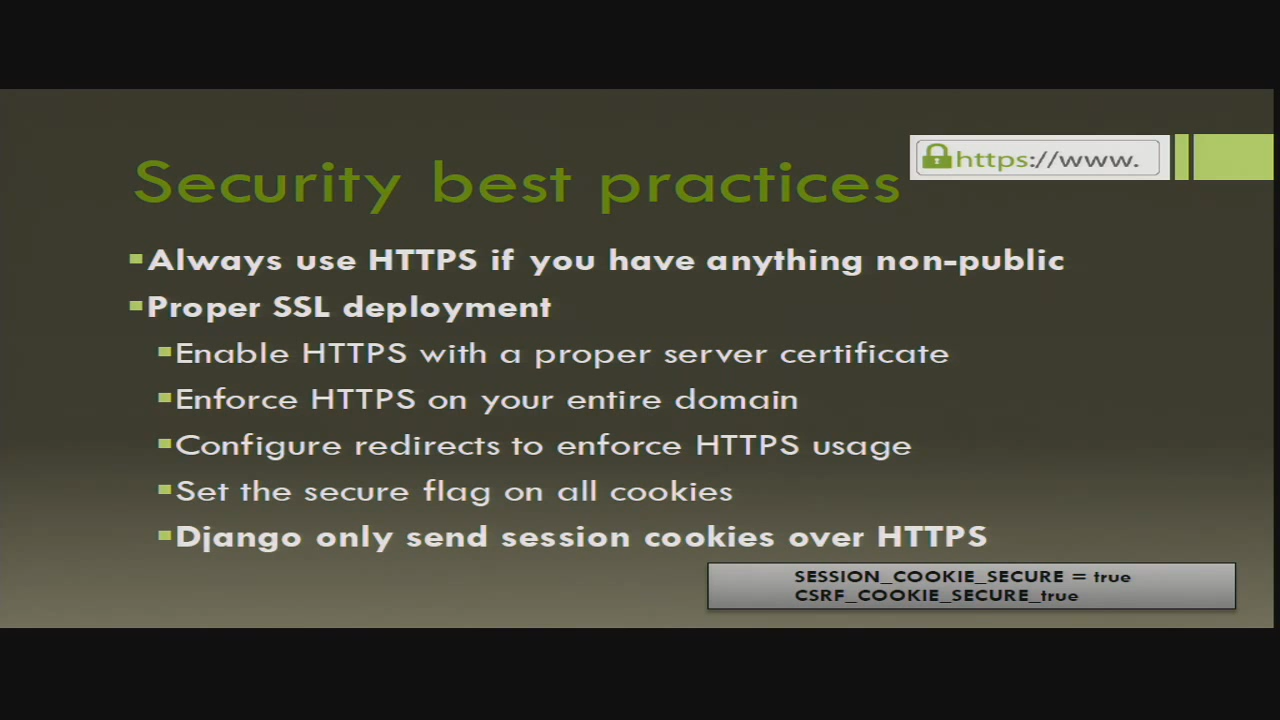 https://www.
Security best practices
Always use HTTPS if you have anything non-public
Proper SSL deployment
Enable HTTPS with a proper server certificate
Enforce HTTPS on your entire domain
Configure redirects to enforce HTTPS usage
Set the secure flag on all cookies
Django only send session cookies over HTTPS
SESSION_COOKIE_SECURE = true
CSRF_COOKIE_SECURE_true